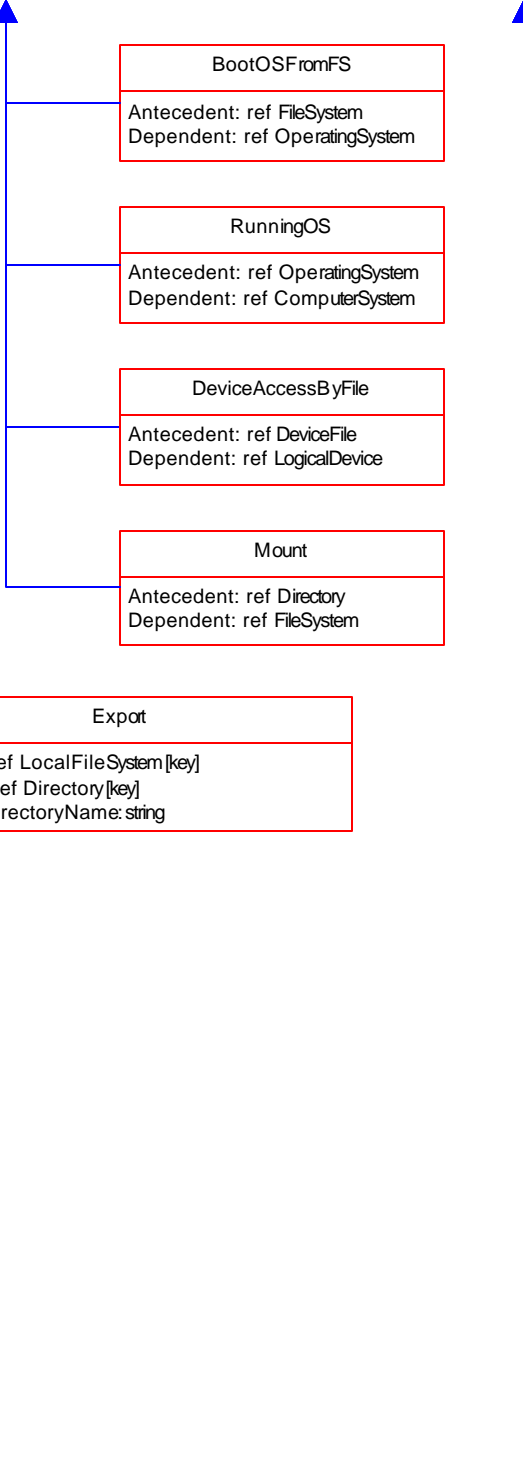 BootOSFromFS
Antecedent: ref FileSystem
Dependent: ref OperatingSystem
RunningOS
Antecedent: ref OperatingSystem
Dependent: ref ComputerSystem
DeviceAccessByFile
Antecedent: ref DeviceFile
Dependent: ref LogicalDevice
Mount
Antecedent: ref Directory
Dependent: ref FileSystem
Export
ef LocalFileSystem [key]
ef Directory [key]
rectoryName: string